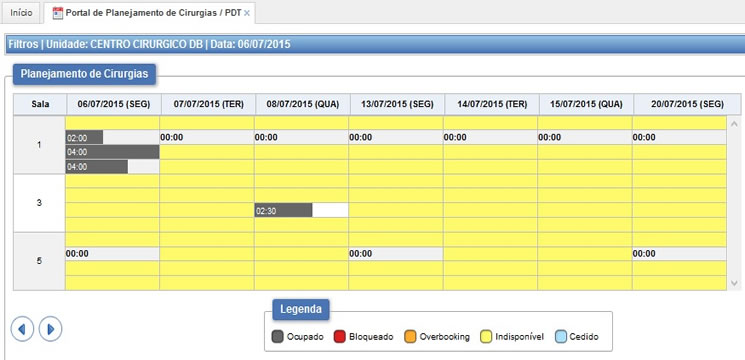 Início Portal de Planejamento de Cirurgias / PDT
Filtros | Unidade: CENTRO CIRURGICO DB | Data: 06/07/2015
Planejamento de Cirurgias
Sala 06/07/2015 (SEG) 07/07/2015 (TER) 08/07/2015 (QUA) 13/07/2015 (SEG) 14/07/2015 (TER) 15/07/2015 (QUA) 20/07/2015 (SEG)
1 02:00 00:00 00:00 00:00 00:00 00:00 00:00
04:00
04:00
3 02:30
5 00:00 00:00 00:00
Legenda
Ocupado Bloqueado Overbooking Indisponível Cedido